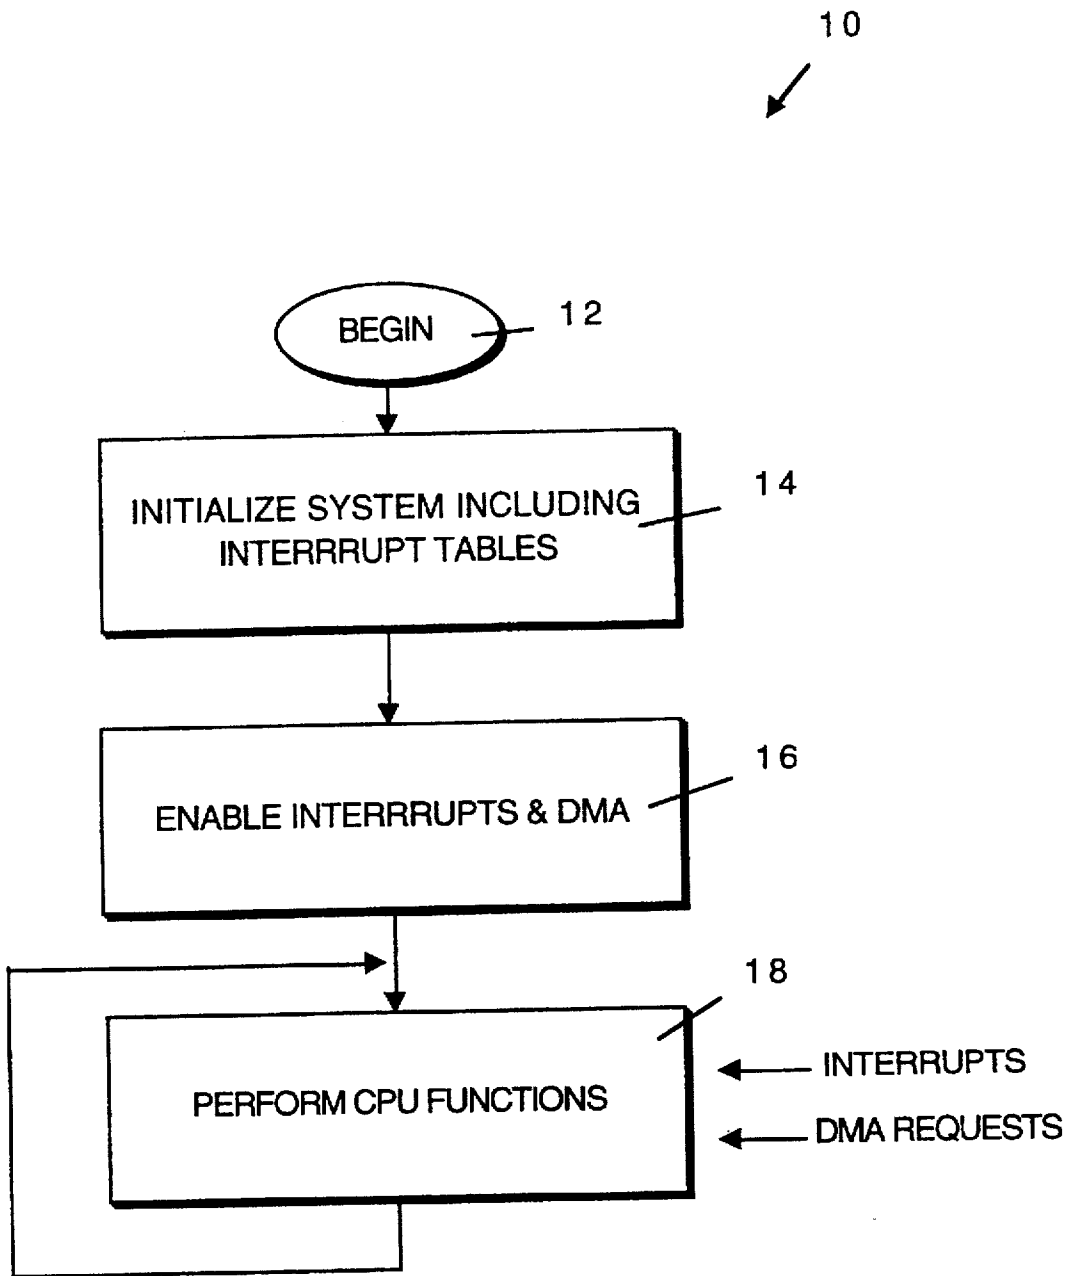 10
BEGIN
12
INITIALIZE SYSTEM INCLUDING
INTERRRUPT TABLES
14
ENABLE INTERRRUPTS & DMA
16
PERFORM CPU FUNCTIONS
18
INTERRUPTS
DMA REQUESTS